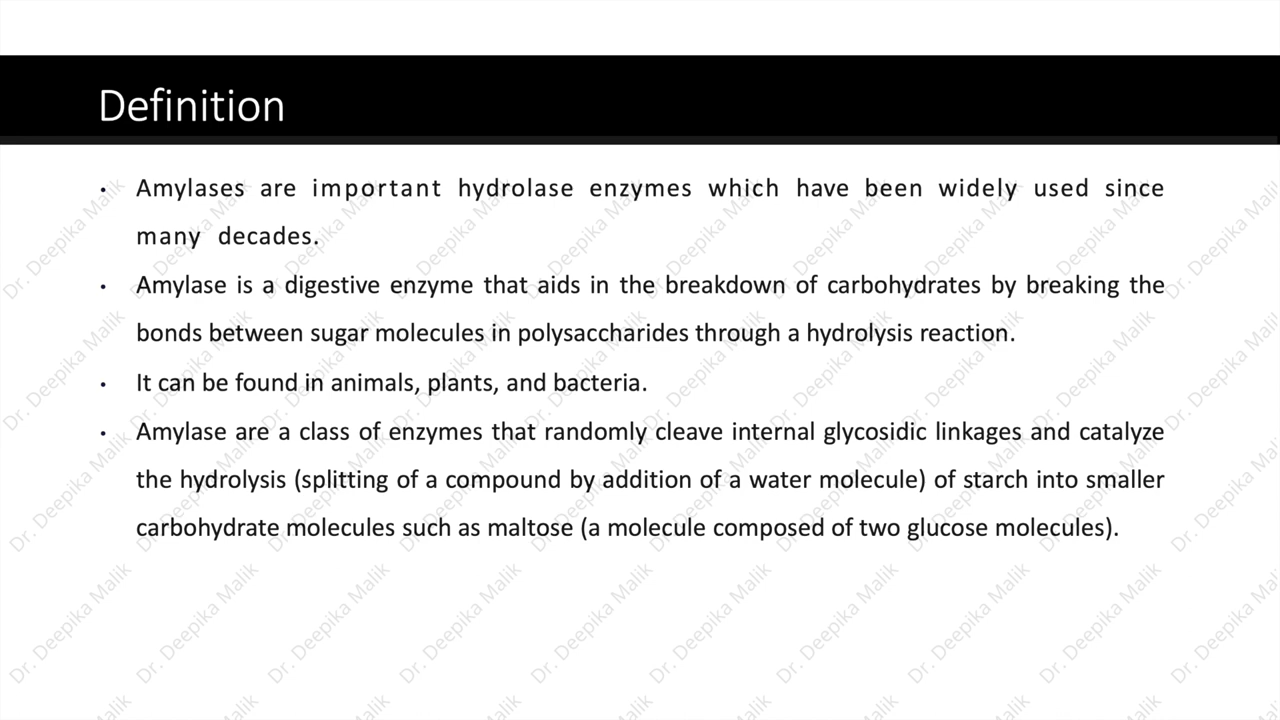 Definition
• Amylases are important hydrolase enzymes which have been widely used since
many decades.
• Amylase is a digestive enzyme that aids in the breakdown of carbohydrates by breaking the
bonds between sugar molecules in polysaccharides through a hydrolysis reaction.
• It can be found in animals, plants, and bacteria.
• Amylase are a class of enzymes that randomly cleave internal glycosidic linkages and catalyze
the hydrolysis (splitting of a compound by addition of a water molecule) of starch into smaller
carbohydrate molecules such as maltose (a molecule composed of two glucose molecules).
Dr. Deepika Malik